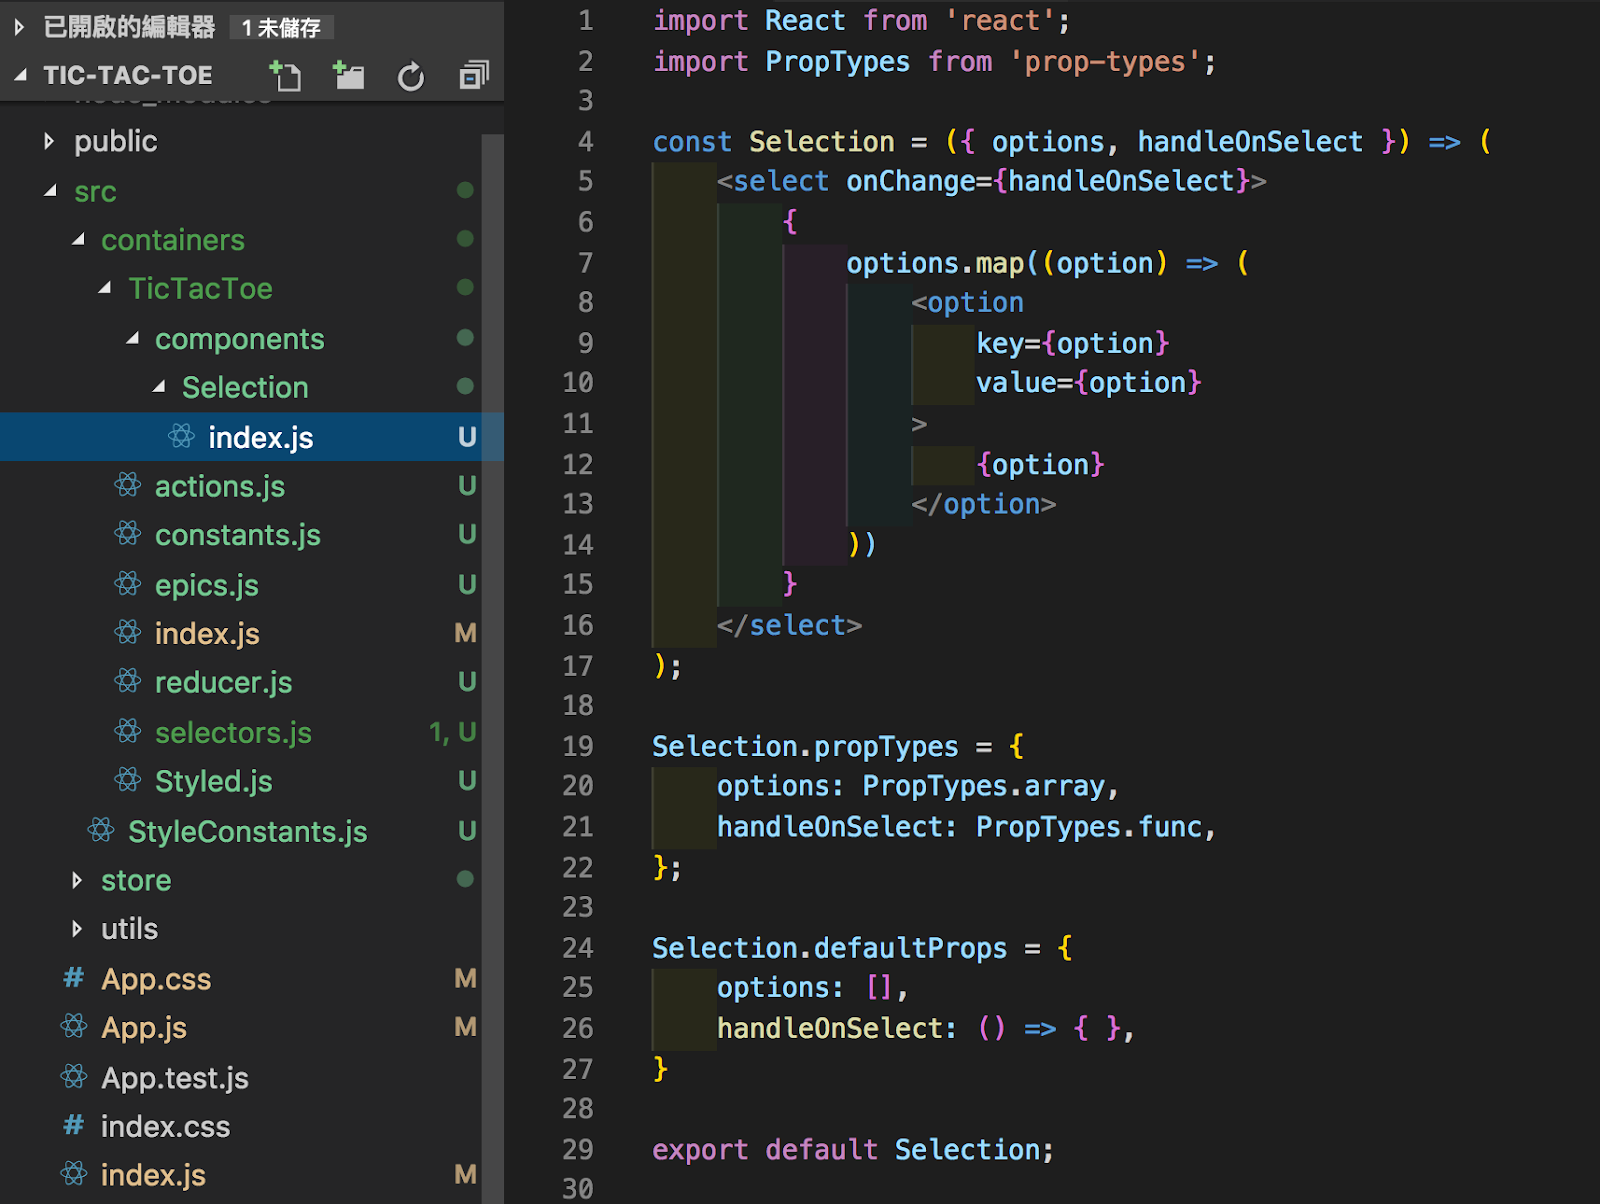 已開啟的編輯器 1 未儲存
TIC-TAC-TOE
node_modules
public
src
containers
TicTacToe
components
Selection
index.js U
actions.js U
constants.js U
epics.js U
index.js M
reducer.js U
selectors.js 1, U
Styled.js U
StyleConstants.js U
store
utils
# App.css M
App.js M
App.test.js
# index.css
index.js M
1 import React from 'react';
2 import PropTypes from 'prop-types';
3
4 const Selection = ({ options, handleOnSelect }) => (
5 <select onChange={handleOnSelect}>
6 {
7 options.map((option) => (
8 <option
9 key={option}
10 value={option}
11 >
12 {option}
13 </option>
14 ))
15 }
16 </select>
17 );
18
19 Selection.propTypes = {
20 options: PropTypes.array,
21 handleOnSelect: PropTypes.func,
22 };
23
24 Selection.defaultProps = {
25 options: [],
26 handleOnSelect: () => { },
27 }
28
29 export default Selection;
30